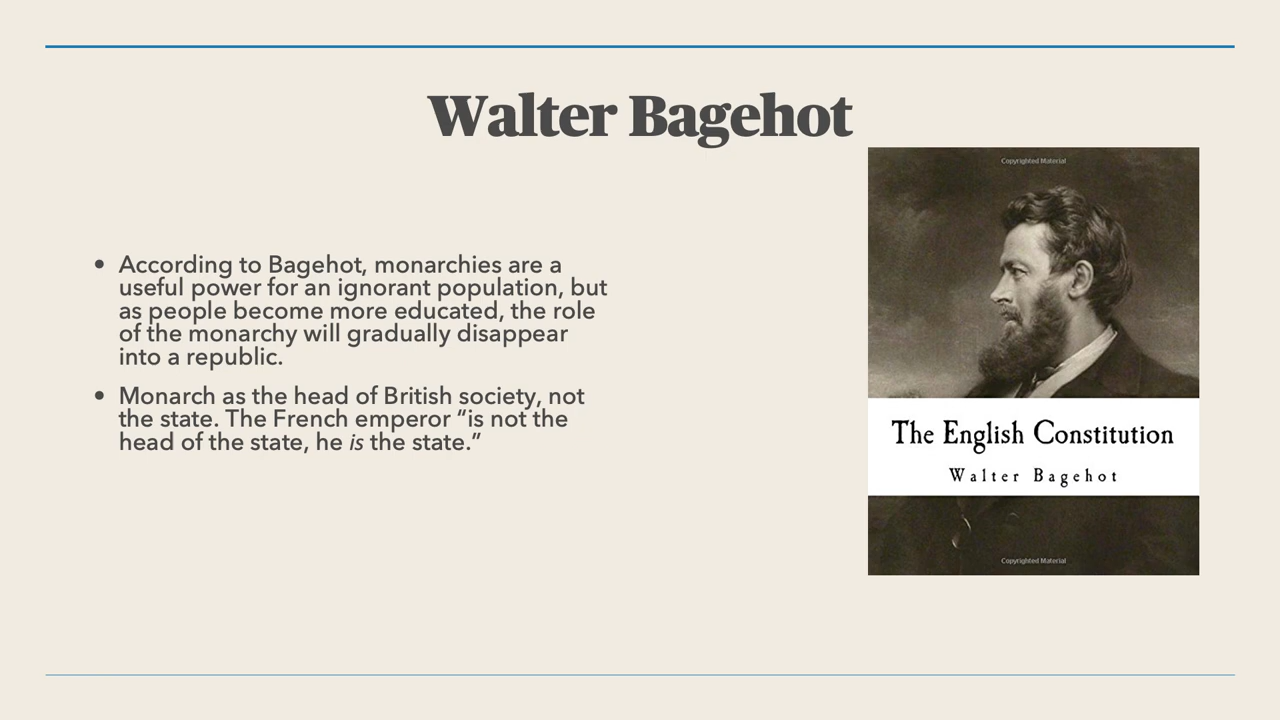 Walter Bagehot
• According to Bagehot, monarchies are a
useful power for an ignorant population, but
as people become more educated, the role
of the monarchy will gradually disappear
into a republic.
• Monarch as the head of British society, not
the state. The French emperor “is not the
head of the state, he is the state.”
Copyrighted Material
The English Constitution
Walter Bagehot
Copyrighted Material